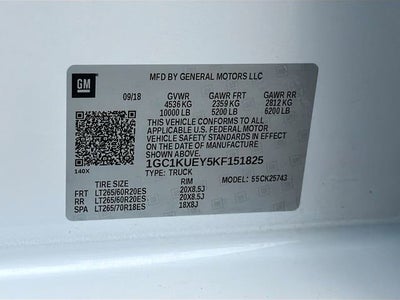 GM
MFD BY GENERAL MOTORS LLC
09/18 GVWR GAWR FRT GAWR RR
4536 KG 2359 KG 2812 KG
10000 LB 5200 LB 6200 LB
THIS VEHICLE CONFORMS TO ALL
APPLICABLE U.S. FEDERAL MOTOR
VEHICLE SAFETY STANDARDS IN EFFECT
ON THE DATE OF MANUFACTURE
SHOWN ABOVE.
1GC1KUEY5KF151825
140X TYPE: TRUCK 55CK25743
TIRE SIZE RIM
FRT LT265/60R20ES 20X8.5J
RR LT265/60R20ES 20X8.5J
SPA LT265/70R18ES 18X8J